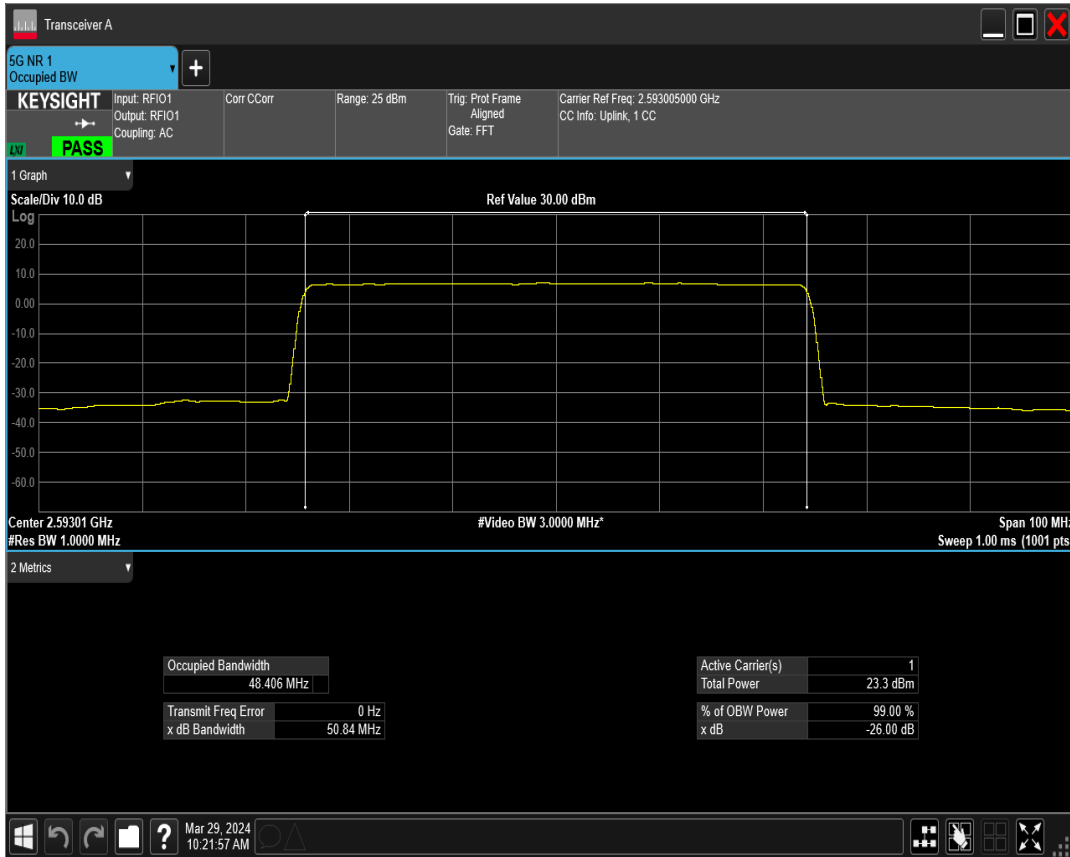 Transceiver A
5G NR 1
Occupied BW
KEYSIGHT
LXI
PASS
Input: RFIO1
Output: RFIO1
Coupling: AC
Corr CCorr
Range: 25 dBm
Trig: Prot Frame
Aligned
Gate: FFT
Carrier Ref Freq: 2.593005000 GHz
CC Info: Uplink, 1 CC
1 Graph
Scale/Div 10.0 dB
Ref Value 30.00 dBm
Log
20.0
10.0
0.00
-10.0
-20.0
-30.0
-40.0
-50.0
-60.0
Center 2.59301 GHz
#Video BW 3.0000 MHz*
Span 100 MHz
#Res BW 1.0000 MHz
Sweep 1.00 ms (1001 pts
2 Metrics
Occupied Bandwidth
48.406 MHz
Transmit Freq Error 0 Hz
x dB Bandwidth 50.84 MHz
Active Carrier(s) 1
Total Power 23.3 dBm
% of OBW Power 99.00 %
x dB -26.00 dB
?
Mar 29, 2024
10:21:57 AM